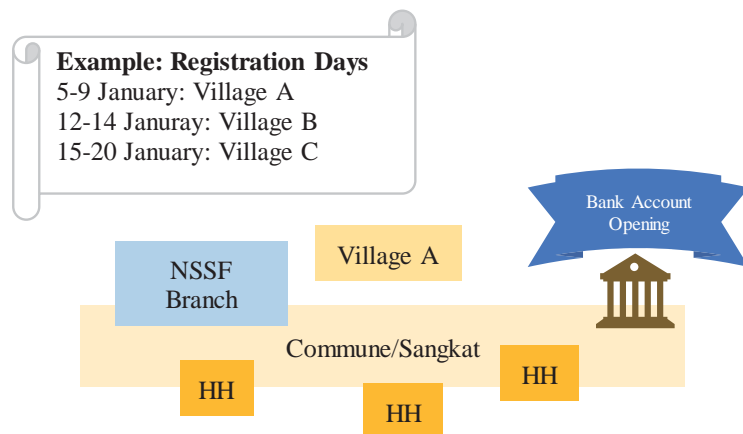 Example: Registration Days
5-9 January: Village A
12-14 Januray: Village B
15-20 January: Village C
Bank Account
Opening
Village A
NSSF
Branch
Commune/Sangkat
HH
HH
HH